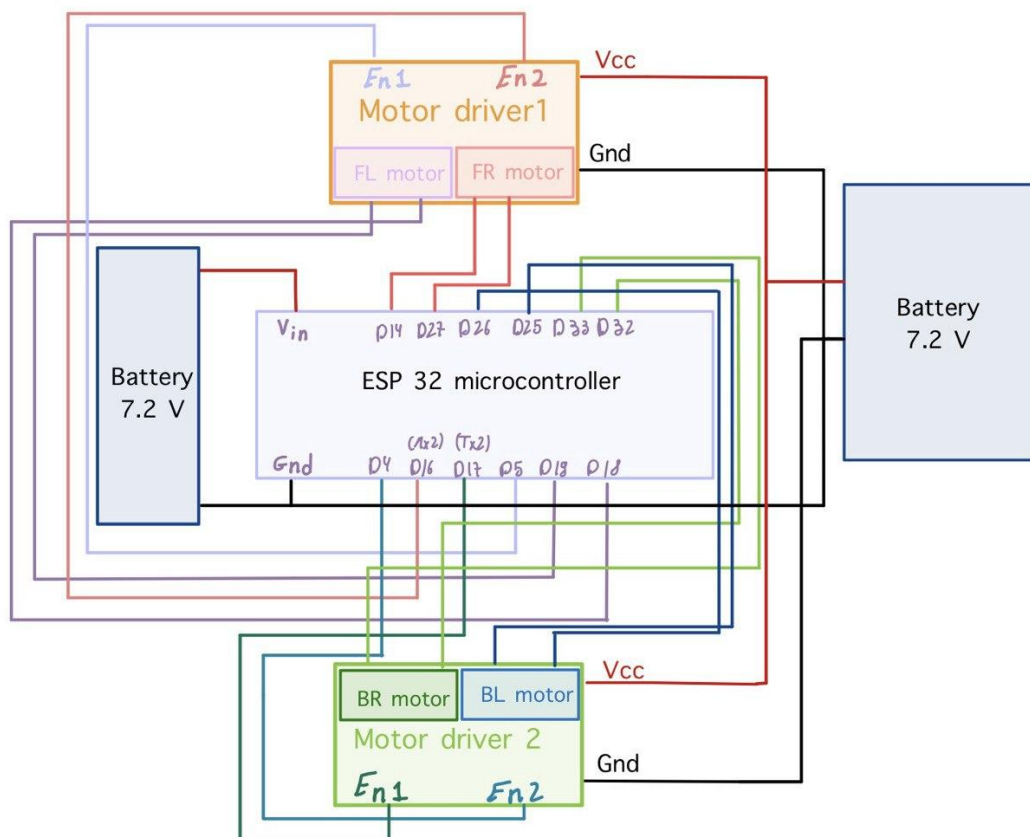 En1 En2
Vcc
Motor driver1
Gnd
FL motor FR motor
Vin D14 D27 D26 D25 D33 D32
Battery
7.2 V
ESP 32 microcontroller
Battery
7.2 V
(Rx2) (Tx2)
Gnd D4 D16 D17 D5 D19 D18
Vcc
BR motor BL motor
Motor driver 2
Gnd
En1 En2